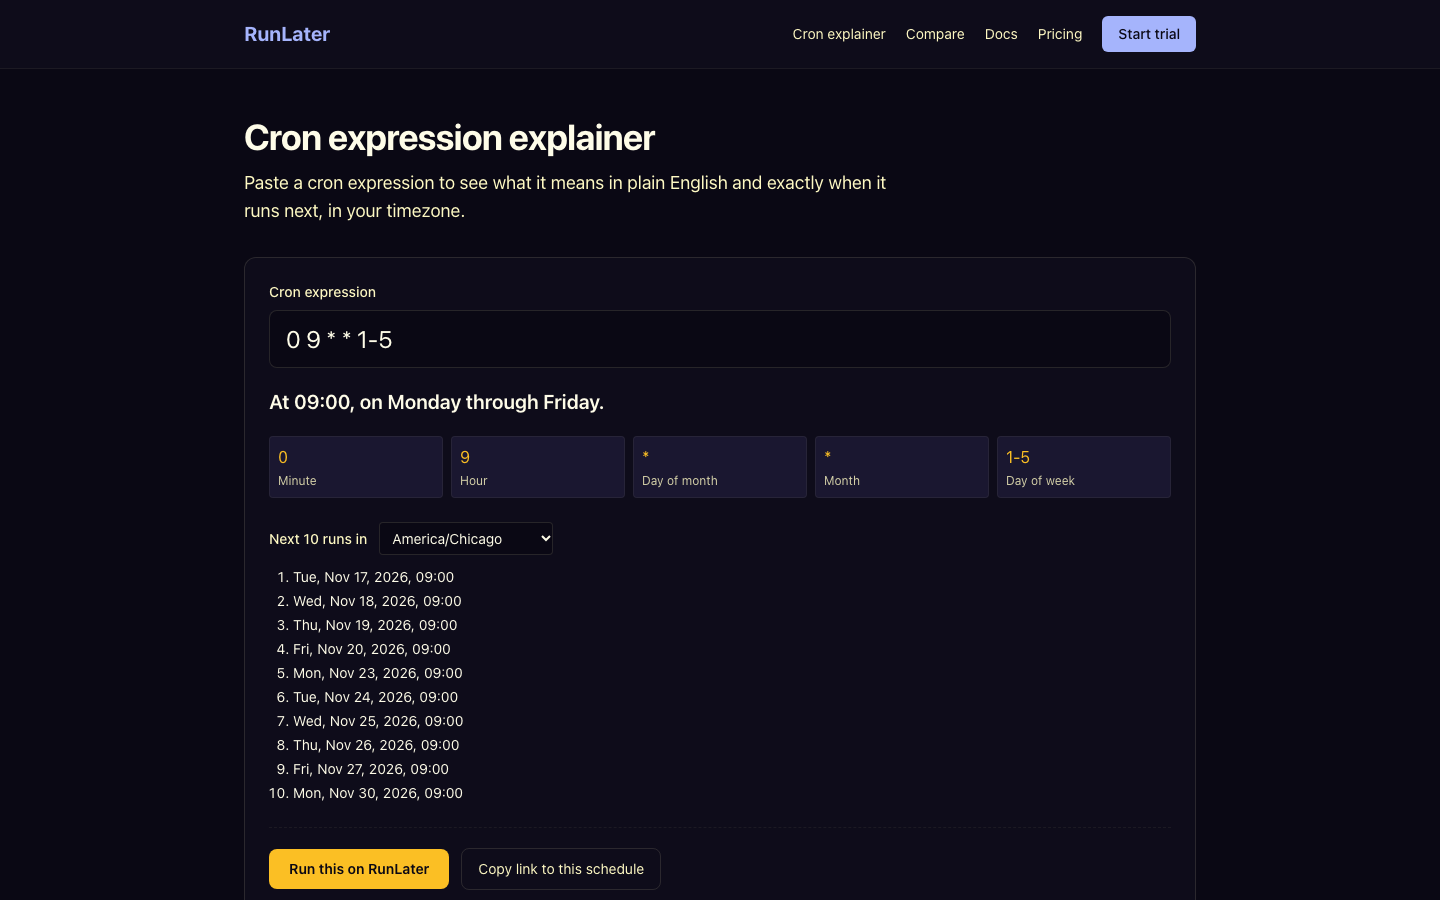 RunLater
Cron explainer
Compare
Docs
Pricing
Start trial
Cron expression explainer
Paste a cron expression to see what it means in plain English and exactly when it
runs next, in your timezone.
Cron expression
0 9 * * 1-5
At 09:00, on Monday through Friday.
0
Minute
9
Hour
*
Day of month
*
Month
1-5
Day of week
Next 10 runs in
America/Chicago
1. Tue, Nov 17, 2026, 09:00
2. Wed, Nov 18, 2026, 09:00
3. Thu, Nov 19, 2026, 09:00
4. Fri, Nov 20, 2026, 09:00
5. Mon, Nov 23, 2026, 09:00
6. Tue, Nov 24, 2026, 09:00
7. Wed, Nov 25, 2026, 09:00
8. Thu, Nov 26, 2026, 09:00
9. Fri, Nov 27, 2026, 09:00
10. Mon, Nov 30, 2026, 09:00
Run this on RunLater
Copy link to this schedule